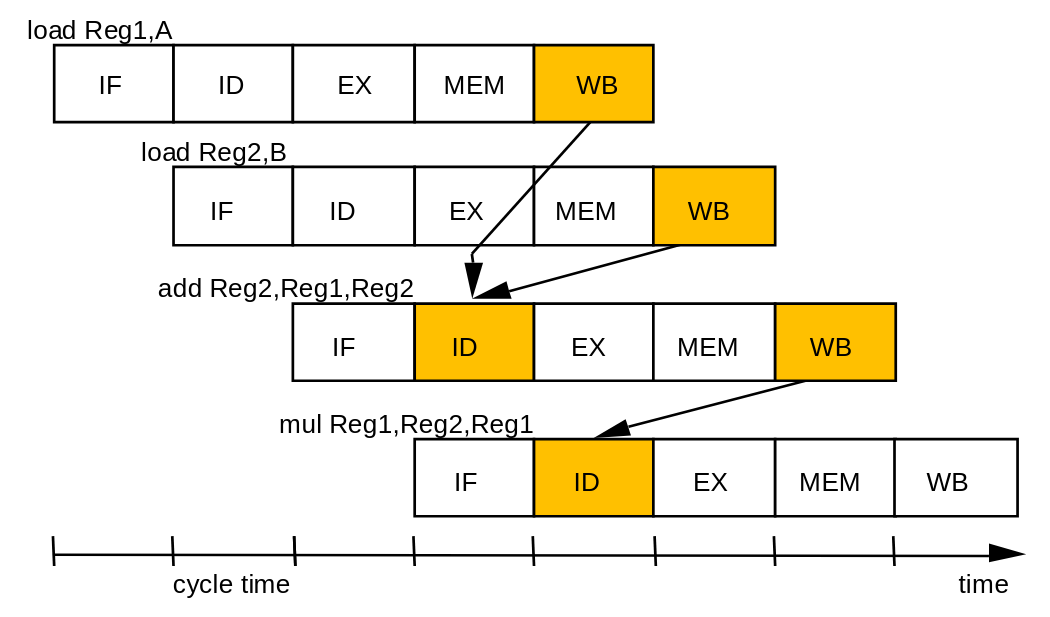 load Reg1,A
IF ID EX MEM WB
load Reg2,B
IF ID EX MEM WB
add Reg2,Reg1,Reg2
IF ID EX MEM WB
mul Reg1,Reg2,Reg1
IF ID EX MEM WB
cycle time time